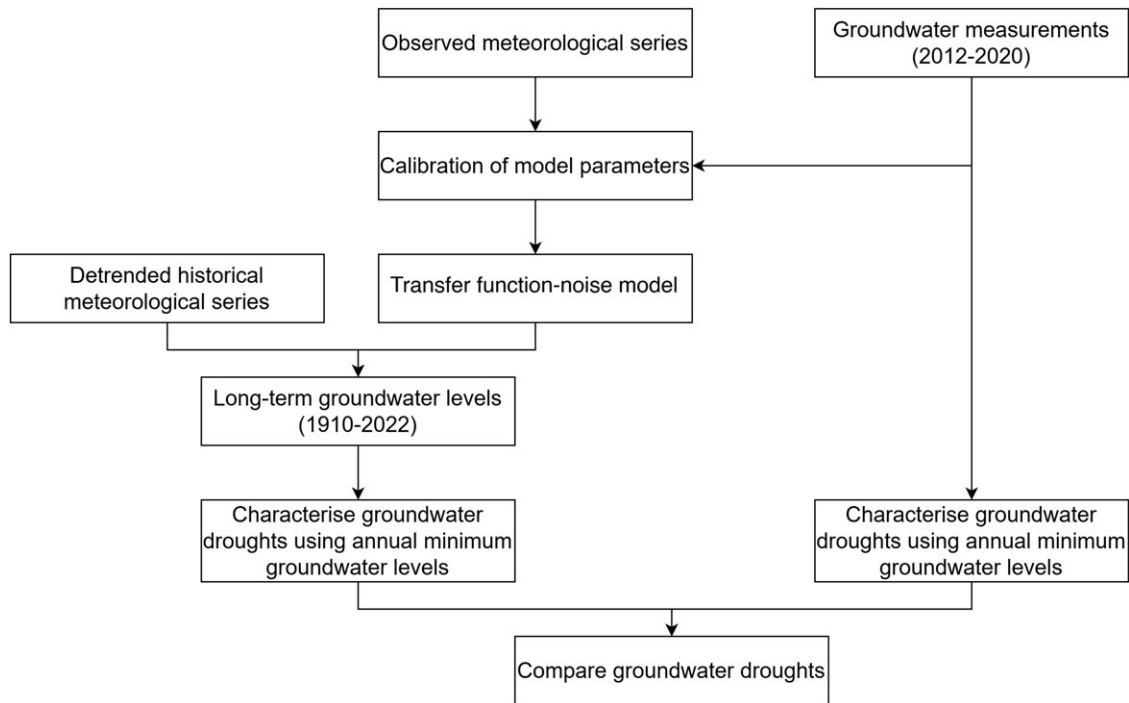 Observed meteorological series
Groundwater measurements
(2012-2020)
Calibration of model parameters
Detrended historical
meteorological series
Transfer function-noise model
Long-term groundwater levels
(1910-2022)
Characterise groundwater
droughts using annual minimum
groundwater levels
Characterise groundwater
droughts using annual minimum
groundwater levels
Compare groundwater droughts